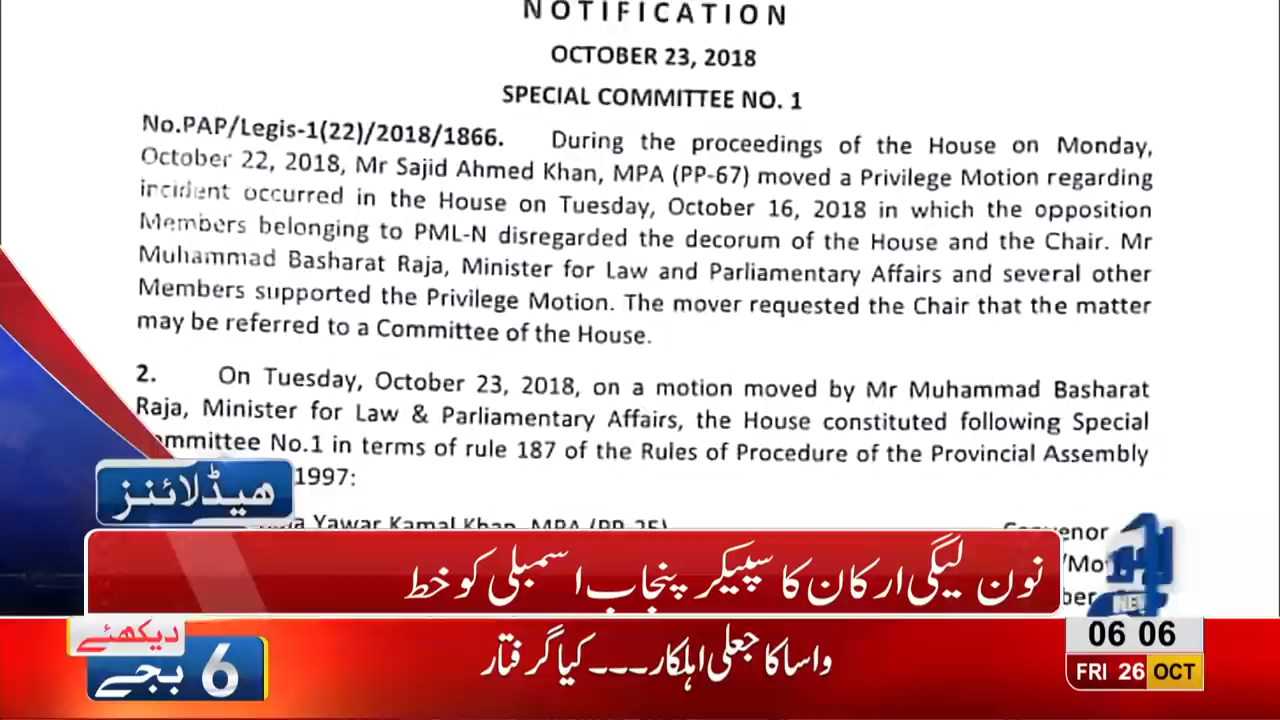 NOTIFICATION
OCTOBER 23, 2018
SPECIAL COMMITTEE NO. 1
No.PAP/Legis-1(22)/2018/1866. During the proceedings of the House on Monday,
October 22, 2018, Mr Sajid Ahmed Khan, MPA (PP-67) moved a Privilege Motion regarding
incident occurred in the House on Tuesday, October 16, 2018 in which the opposition
Members belonging to PML-N disregarded the decorum of the House and the Chair. Mr
Muhammad Basharat Raja, Minister for Law and Parliamentary Affairs and several other
Members supported the Privilege Motion. The mover requested the Chair that the matter
may be referred to a Committee of the House.
2. On Tuesday, October 23, 2018, on a motion moved by Mr Muhammad Basharat
Raja, Minister for Law & Parliamentary Affairs, the House constituted following Special
ommittee No.1 in terms of rule 187 of the Rules of Procedure of the Provincial Assembly
1997:
ہیڈلائنز
Yawar Kamal Khan, MPA (PP-25)
نون لیگی ارکان کا سپیکر پنجاب اسمبلی کو خط
دیکھئے
6 بجے
واسا کا جعلی اہلکار ۔۔۔ کیا گرفتار
06 06
FRI 26 OCT